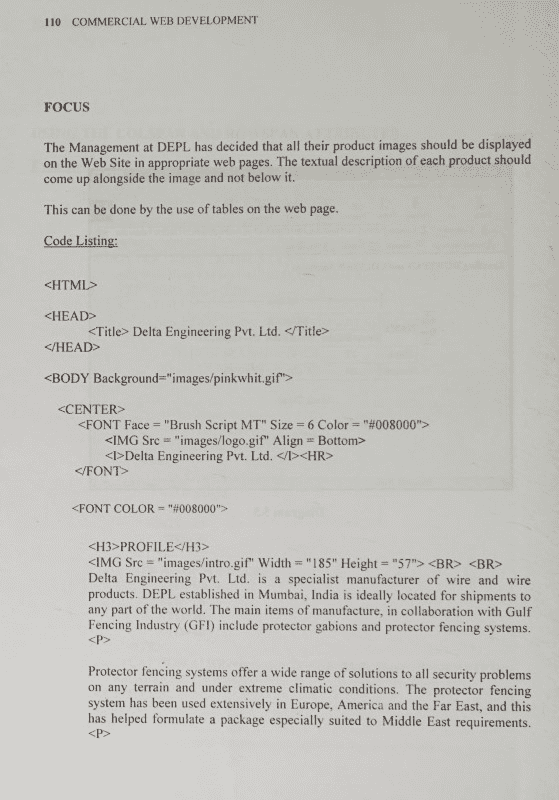 110 COMMERCIAL WEB DEVELOPMENT
FOCUS
The Management at DEPL has decided that all their product images should be displayed
on the Web Site in appropriate web pages. The textual description of each product should
come up alongside the image and not below it.
This can be done by the use of tables on the web page.
Code Listing:
<HTML>
<HEAD>
<Title> Delta Engineering Pvt. Ltd. </Title>
</HEAD>
<BODY Background="images/pinkwhit.gif">
<CENTER>
<FONT Face = "Brush Script MT" Size = 6 Color = "#008000">
<IMG Src = "images/logo.gif" Align = Bottom>
<I>Delta Engineering Pvt. Ltd. </I><HR>
</FONT>
<FONT COLOR = "#008000">
<H3>PROFILE</H3>
<IMG Src = "images/intro.gif" Width = "185" Height = "57"> <BR> <BR>
Delta Engineering Pvt. Ltd. is a specialist manufacturer of wire and wire
products. DEPL established in Mumbai, India is ideally located for shipments to
any part of the world. The main items of manufacture, in collaboration with Gulf
Fencing Industry (GFI) include protector gabions and protector fencing systems.
<P>
Protector fencing systems offer a wide range of solutions to all security problems
on any terrain and under extreme climatic conditions. The protector fencing
system has been used extensively in Europe, America and the Far East, and this
has helped formulate a package especially suited to Middle East requirements.
<P>